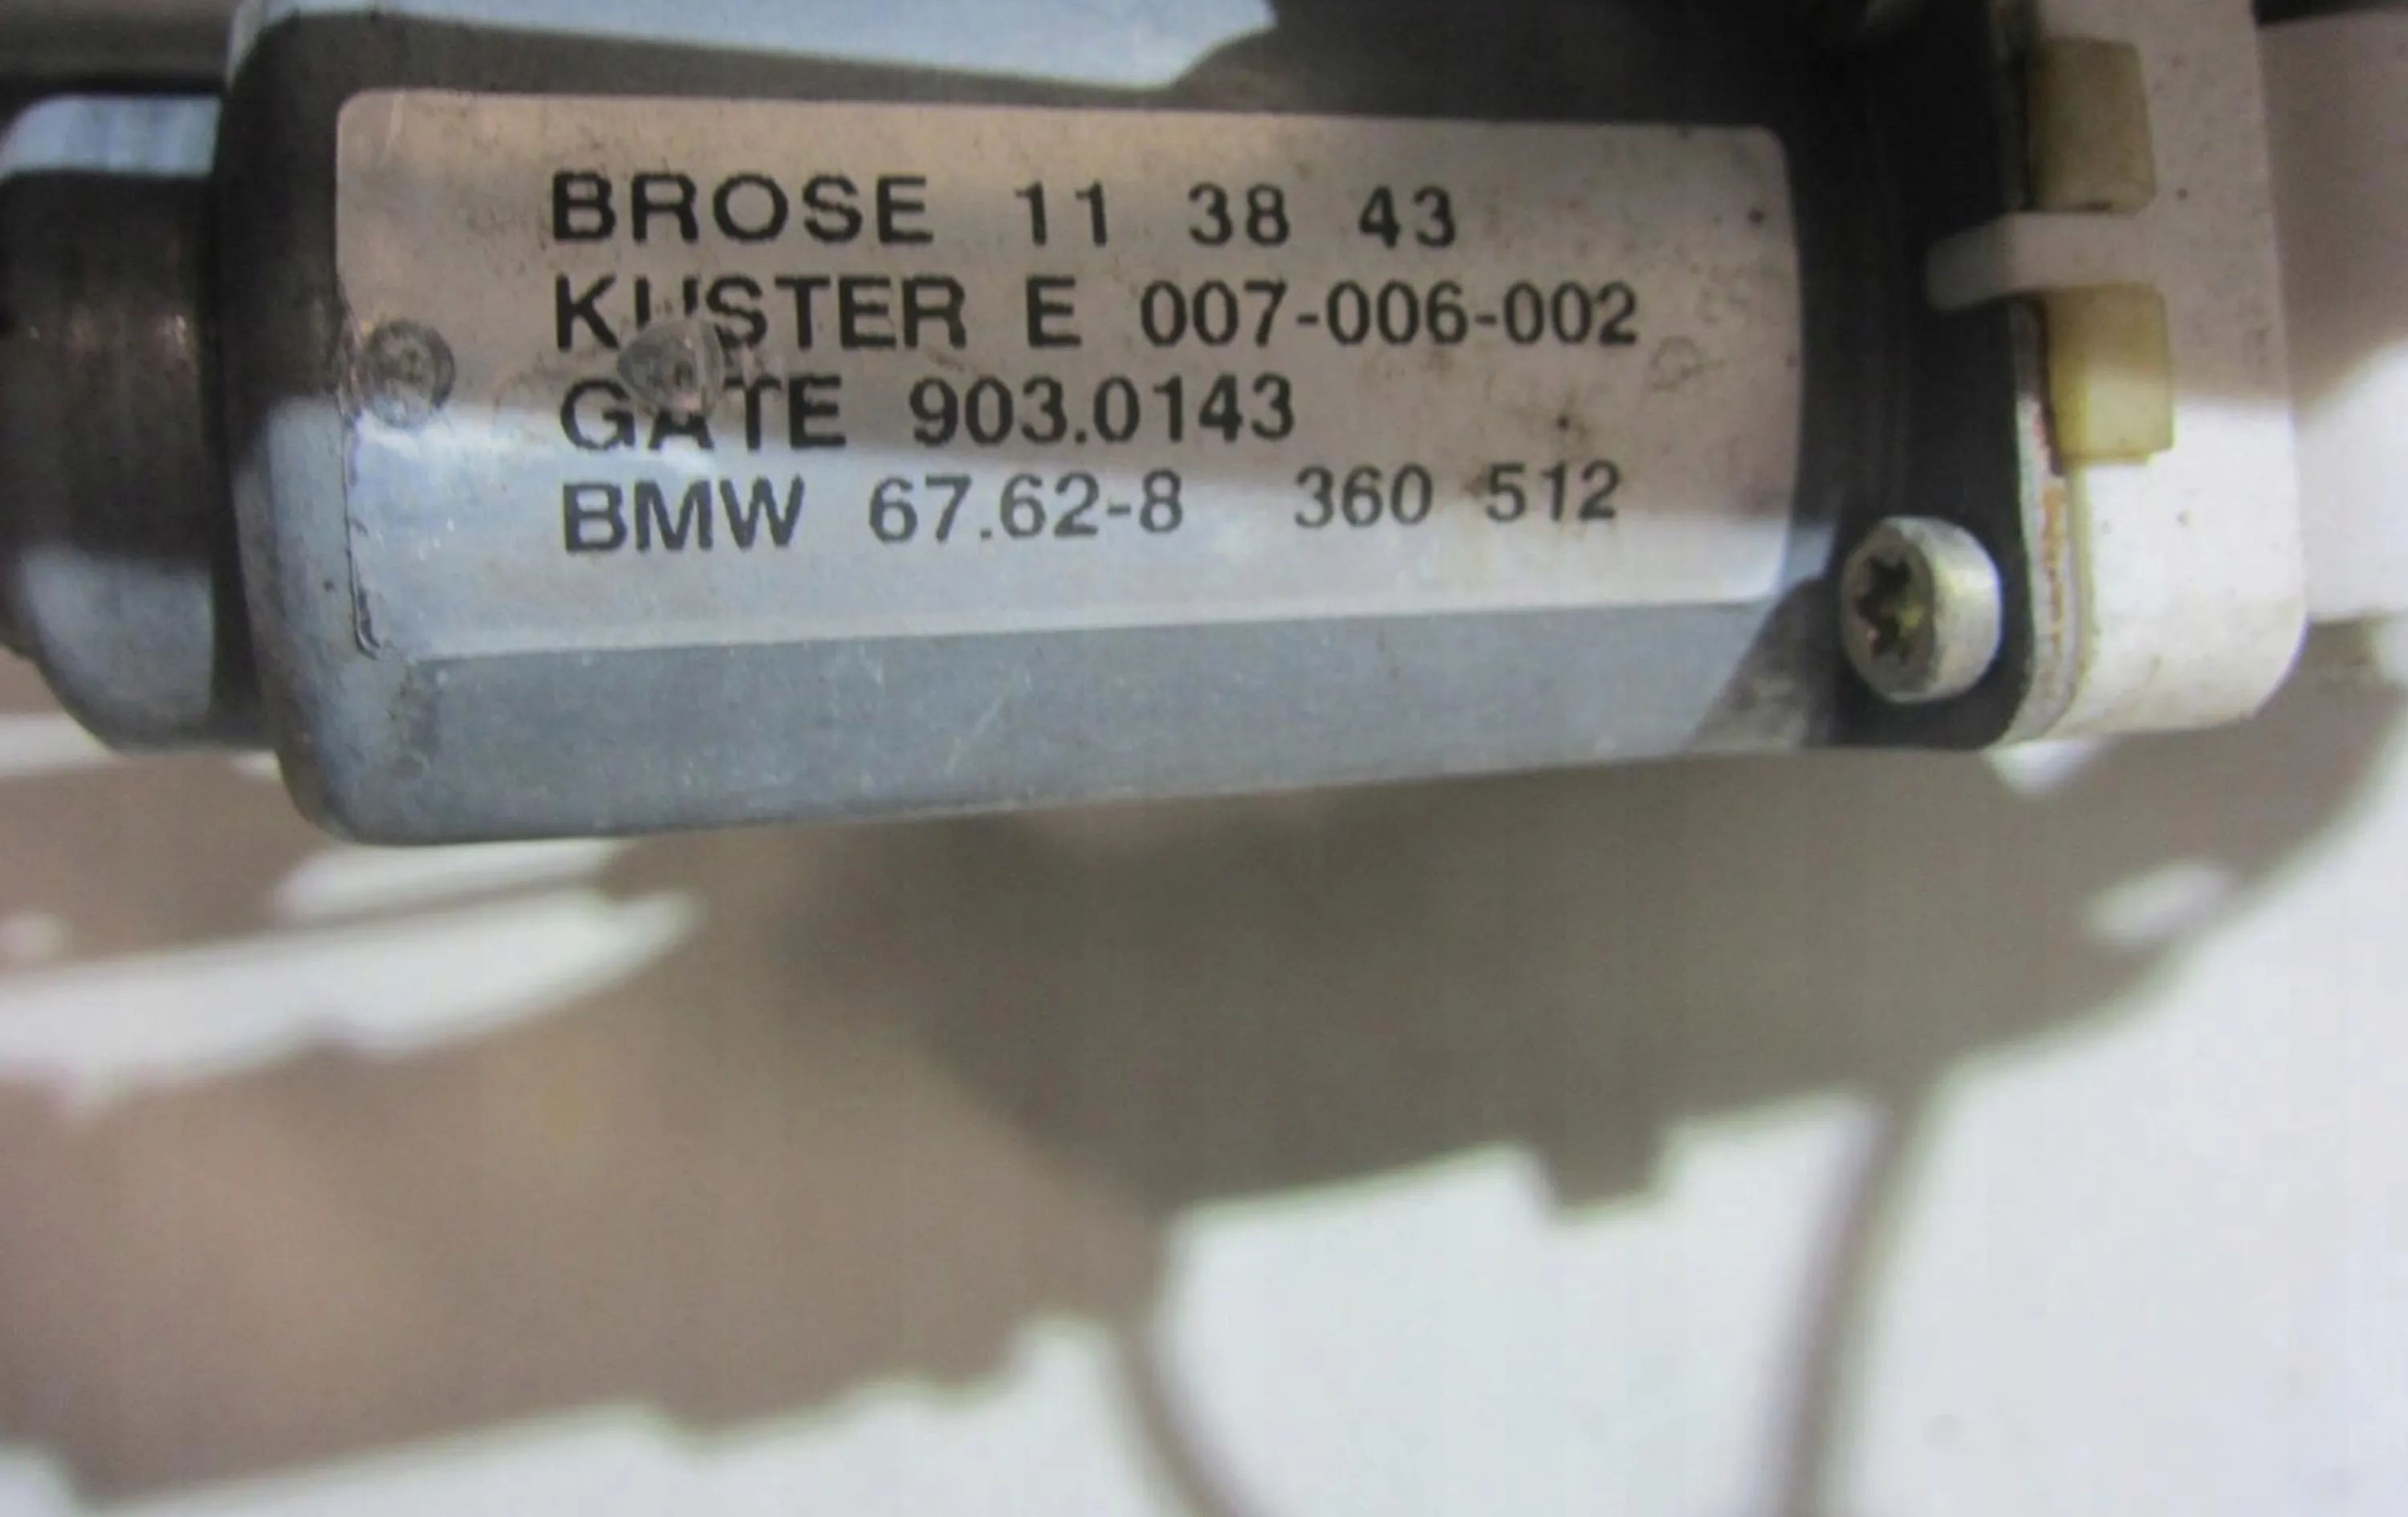 BROSE 11 38 43
KUSTER E 007-006-002
GATE 903.0143
BMW 67.62-8 360 512